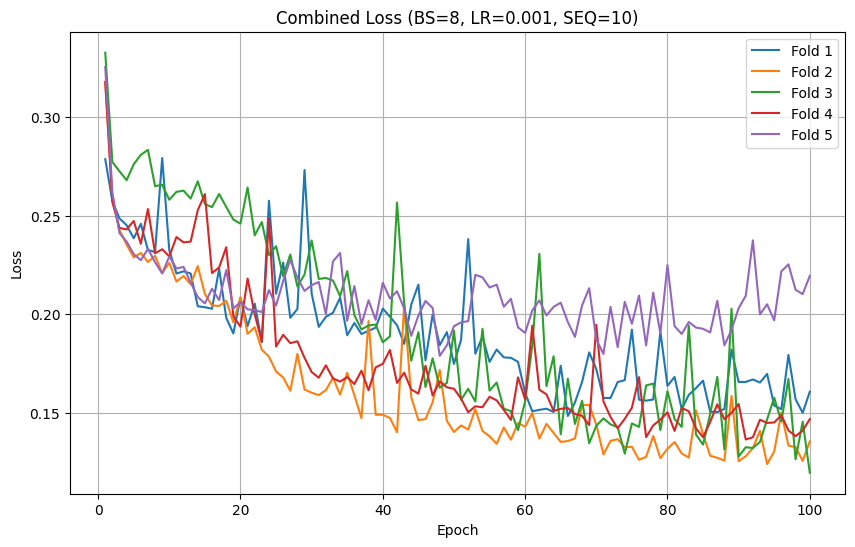 Combined Loss (BS=8, LR=0.001, SEQ=10)
Fold 1
Fold 2
Fold 3
Fold 4
Fold 5
Loss
0.30
0.25
0.20
0.15
0
20
40
60
80
100
Epoch